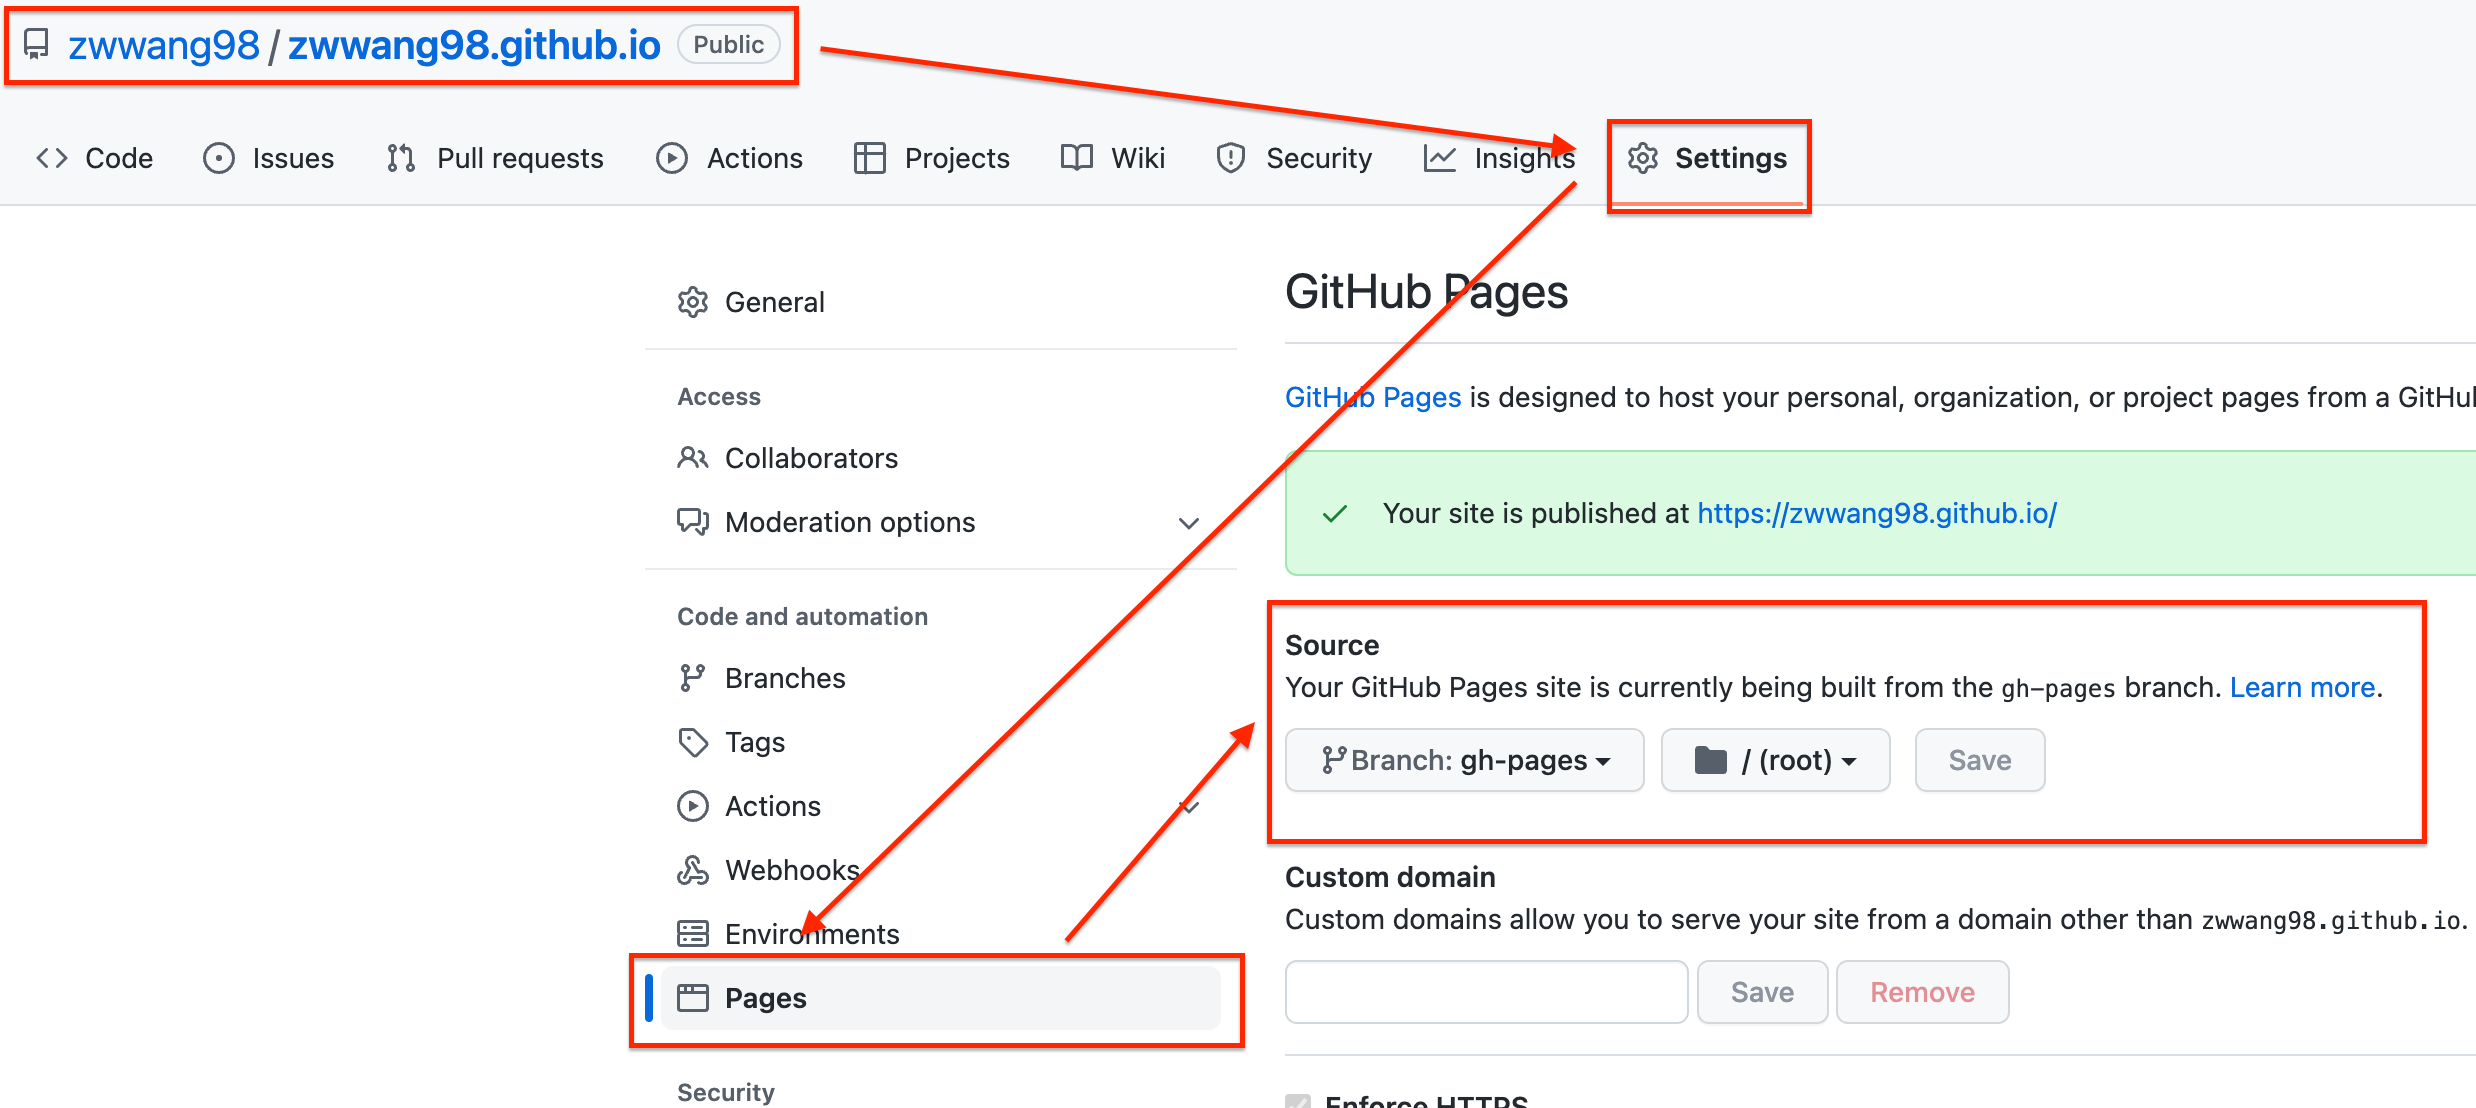 zwwang98 / zwwang98.github.io Public
Code Issues Pull requests Actions Projects Wiki Security Insights Settings
General
Access
Collaborators
Moderation options
Code and automation
Branches
Tags
Actions
Webhooks
Environments
Pages
Security
GitHub Pages
GitHub Pages is designed to host your personal, organization, or project pages from a GitHub
Your site is published at https://zwwang98.github.io/
Source
Your GitHub Pages site is currently being built from the gh-pages branch. Learn more.
Branch: gh-pages / (root) Save
Custom domain
Custom domains allow you to serve your site from a domain other than zwwang98.github.io.
Save Remove
Enforce HTTPS